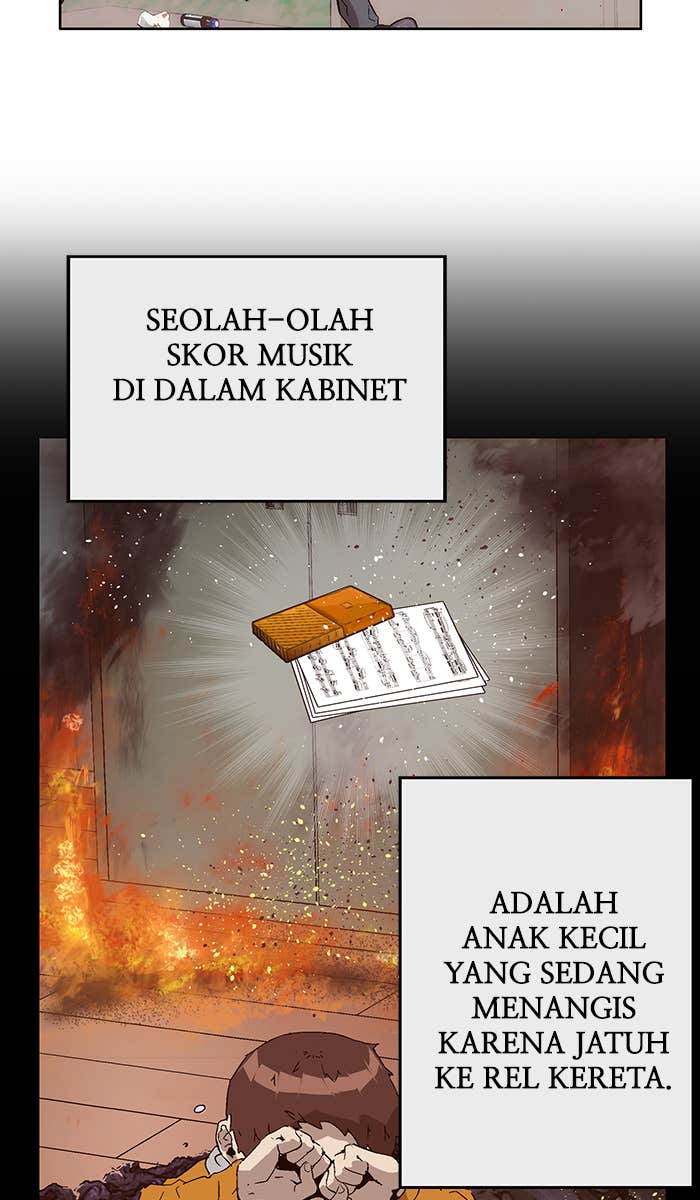 SEOLAH-OLAH
SKOR MUSIK
DI DALAM KABINET
ADALAH
ANAK KECIL
YANG SEDANG
MENANGIS
KARENA JATUH
KE REL KERETA.